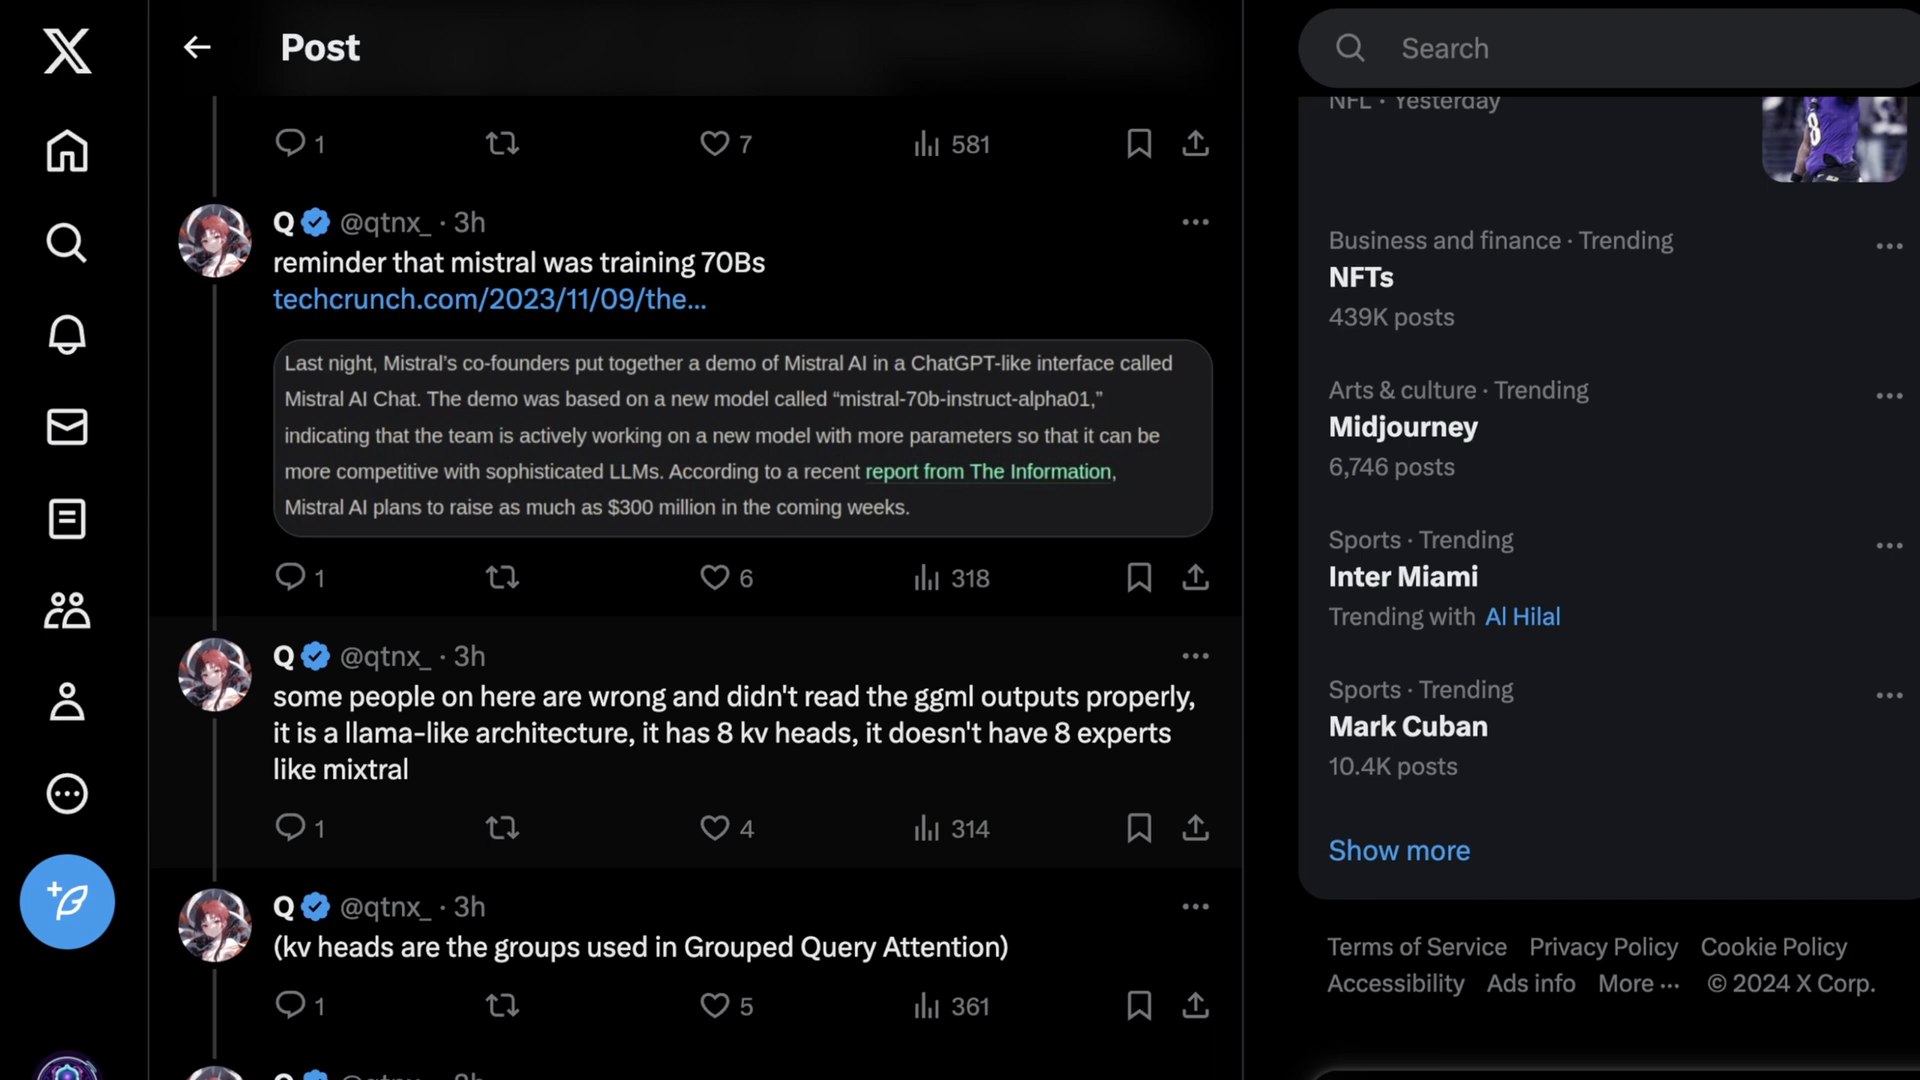 Post
Search
1
7
581
Q @qtnx_ · 3h
reminder that mistral was training 70Bs
techcrunch.com/2023/11/09/the...
Last night, Mistral's co-founders put together a demo of Mistral AI in a ChatGPT-like interface called
Mistral AI Chat. The demo was based on a new model called “mistral-70b-instruct-alpha01,”
indicating that the team is actively working on a new model with more parameters so that it can be
more competitive with sophisticated LLMs. According to a recent report from The Information,
Mistral AI plans to raise as much as $300 million in the coming weeks.
1
6
318
Q @qtnx_ · 3h
some people on here are wrong and didn't read the ggml outputs properly,
it is a llama-like architecture, it has 8 kv heads, it doesn't have 8 experts
like mixtral
1
4
314
Q @qtnx_ · 3h
(kv heads are the groups used in Grouped Query Attention)
1
5
361
NFL · Yesterday
8
Business and finance · Trending
NFTs
439K posts
Arts & culture · Trending
Midjourney
6,746 posts
Sports · Trending
Inter Miami
Trending with Al Hilal
Sports · Trending
Mark Cuban
10.4K posts
Show more
Terms of Service Privacy Policy Cookie Policy
Accessibility Ads info More ··· © 2024 X Corp.